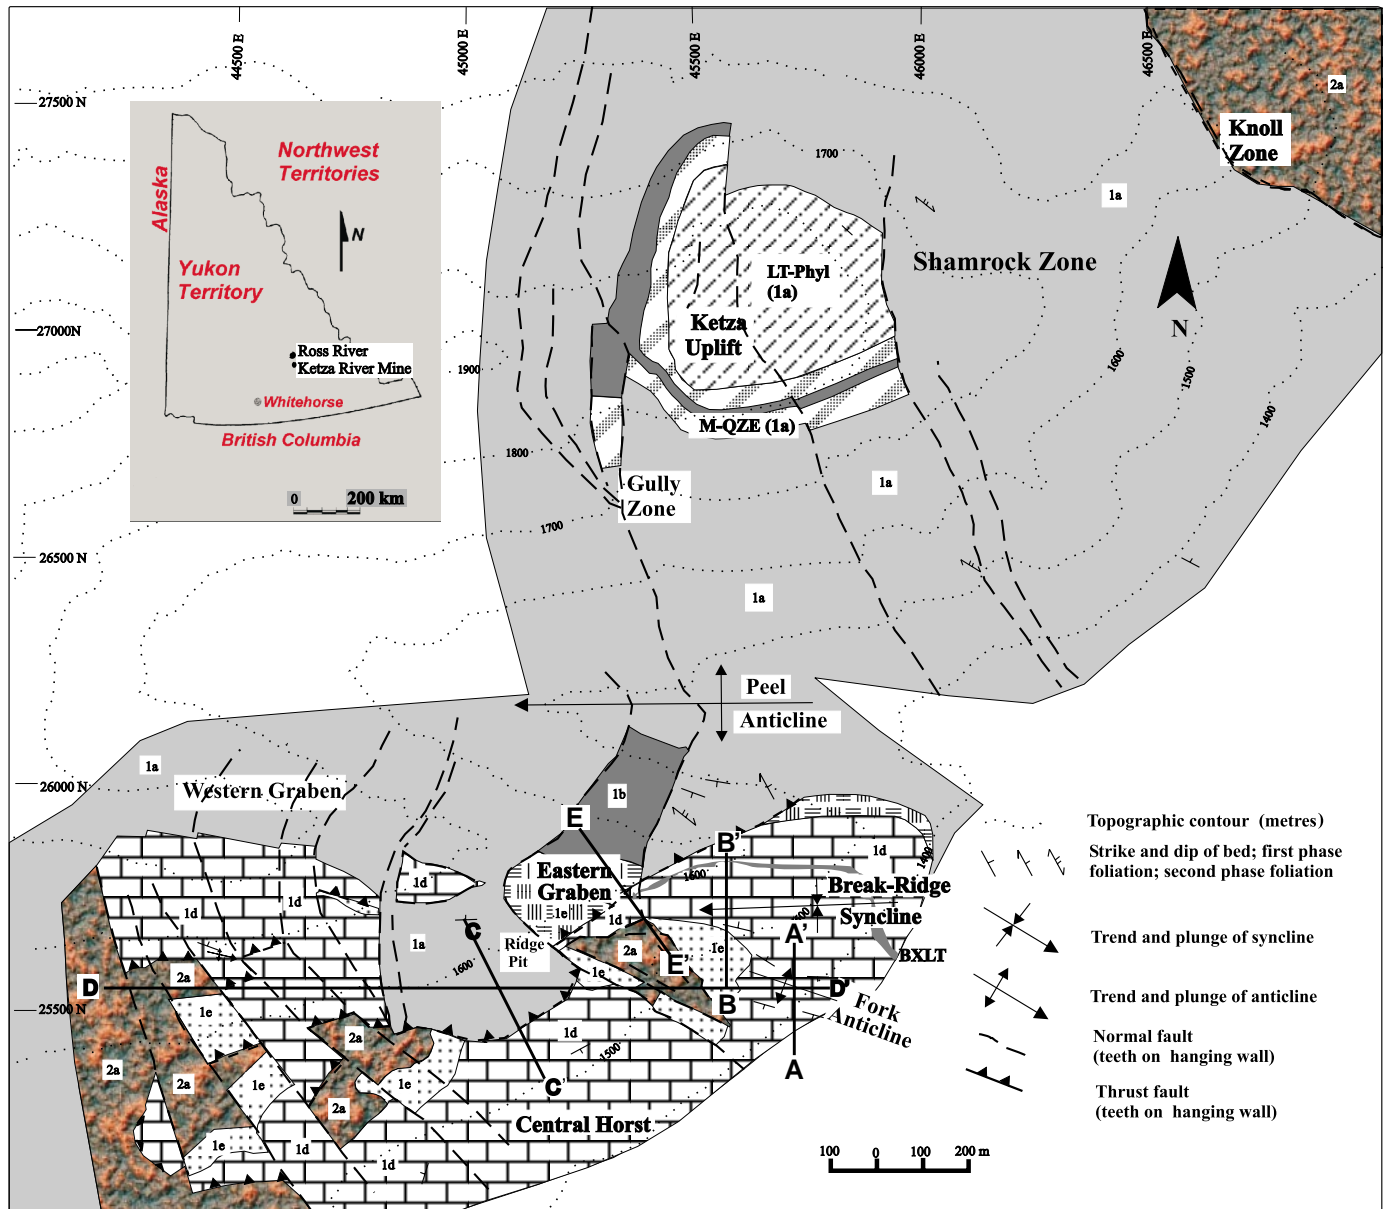 44500 E
45000 E
45500 E
46000 E
46500 E
27500 N
27000N
26500 N
26000 N
25500 N
Northwest
Territories
Alaska
N
Yukon
Territory
Ross River
Ketza River Mine
Whitehorse
British Columbia
0 200 km
2a
Knoll
Zone
1700
1a
Shamrock Zone
LT-Phyl
(1a)
Ketza
Uplift
N
1900
1600
1500
1400
M-QZE (1a)
1800
Gully
Zone
1a
1700
1a
Peel
Anticline
1a
Western Graben
1b
E
B'
1d
1400
Eastern
Graben
1600
Break-Ridge
Syncline
1d
1d
1d
1e
1d
1a
C
Ridge
Pit
2a
1e
A'
1500
BXLT
E'
1600
1e
2a
D
D'
B
Fork
Anticline
1e
1d
2a
1500
2a
2a
1e
1e
A
C'
2a
Central Horst
1e
1d
1d
Topographic contour (metres)
Strike and dip of bed; first phase
foliation; second phase foliation
Trend and plunge of syncline
Trend and plunge of anticline
Normal fault
(teeth on hanging wall)
Thrust fault
(teeth on hanging wall)
100 0 100 200 m